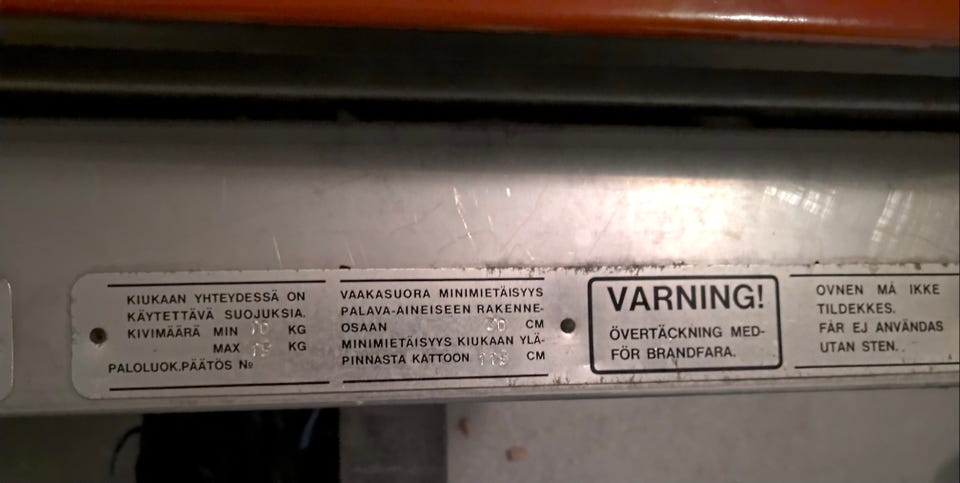 KIUKAAN YHTEYDESSÄ ON
KÄYTETTÄVÄ SUOJUKSIA.
KIVIMÄÄRÄ MIN KG
MAX KG
PALOLUOK.PÄÄTÖS №
VAAKASUORA MINIMIETÄISYYS
PALAVA-AINEISEEN RAKENNE-
OSAAN CM
MINIMIETÄISYYS KIUKAAN YLÄ-
PINNASTA KATTOON CM
VARNING!
ÖVERTÄCKNING MED-
FÖR BRANDFARA.
OVNEN MÅ IKKE
TILDEKKES.
FÅR EJ ANVÄNDAS
UTAN STEN.